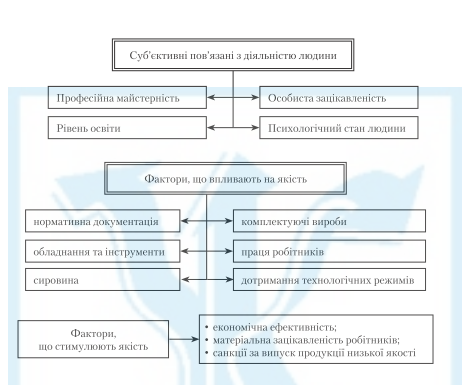 Суб'єктивні пов'язані з діяльністю людини
Професійна майстерність
Особиста зацікавленість
Рівень освіти
Психологічний стан людини
Фактори, що впливають на якість
нормативна документація
комплектуючі вироби
обладнання та інструменти
праця робітників
сировина
дотримання технологічних режимів
Фактори,
що стимулюють якість
• економічна ефективність;
• матеріальна зацікавленість робітників;
• санкції за випуск продукції низької якості